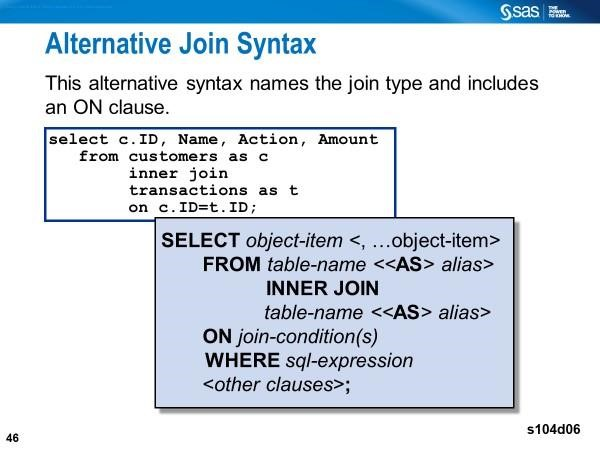 sas THE
POWER
TO KNOW.
Alternative Join Syntax
This alternative syntax names the join type and includes
an ON clause.
select c.ID, Name, Action, Amount
from customers as c
inner join
transactions as t
on c.ID=t.ID;
SELECT object-item <, …object-item>
FROM table-name <<AS> alias>
INNER JOIN
table-name <<AS> alias>
ON join-condition(s)
WHERE sql-expression
<other clauses>;
s104d06
46